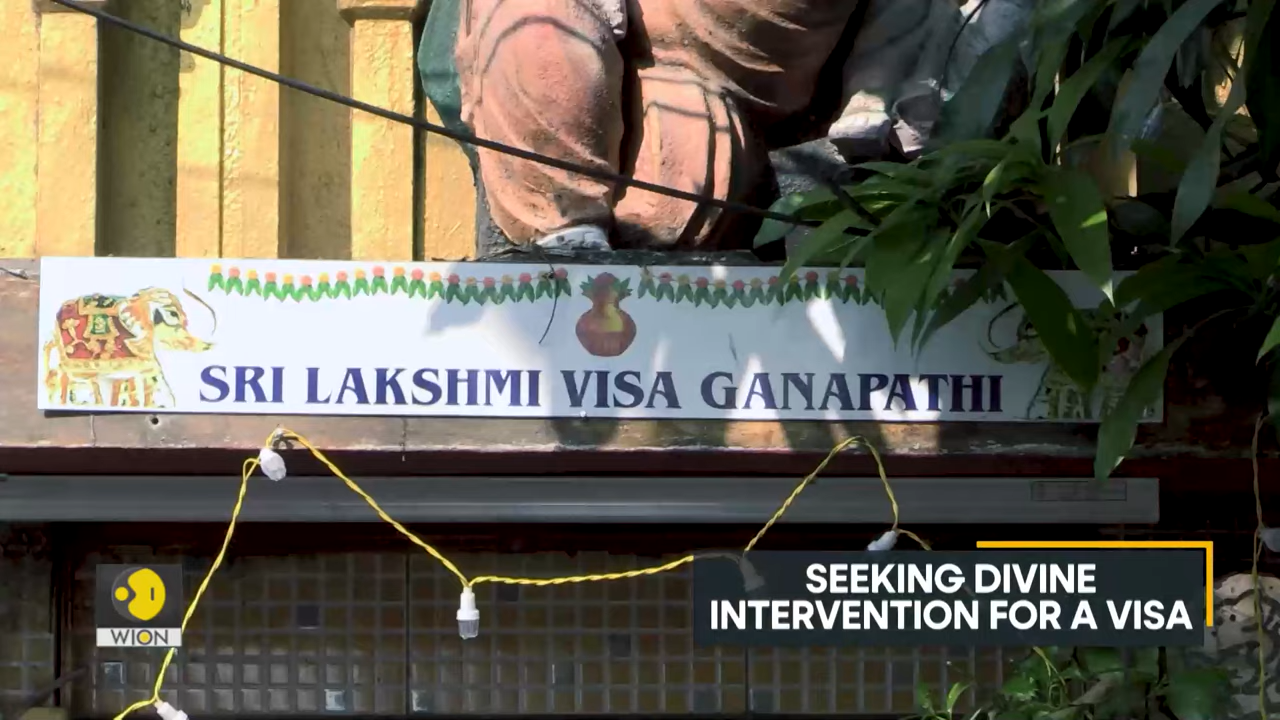 SRI LAKSHMI VISA GANAPATHI
SEEKING DIVINE
INTERVENTION FOR A VISA
WION